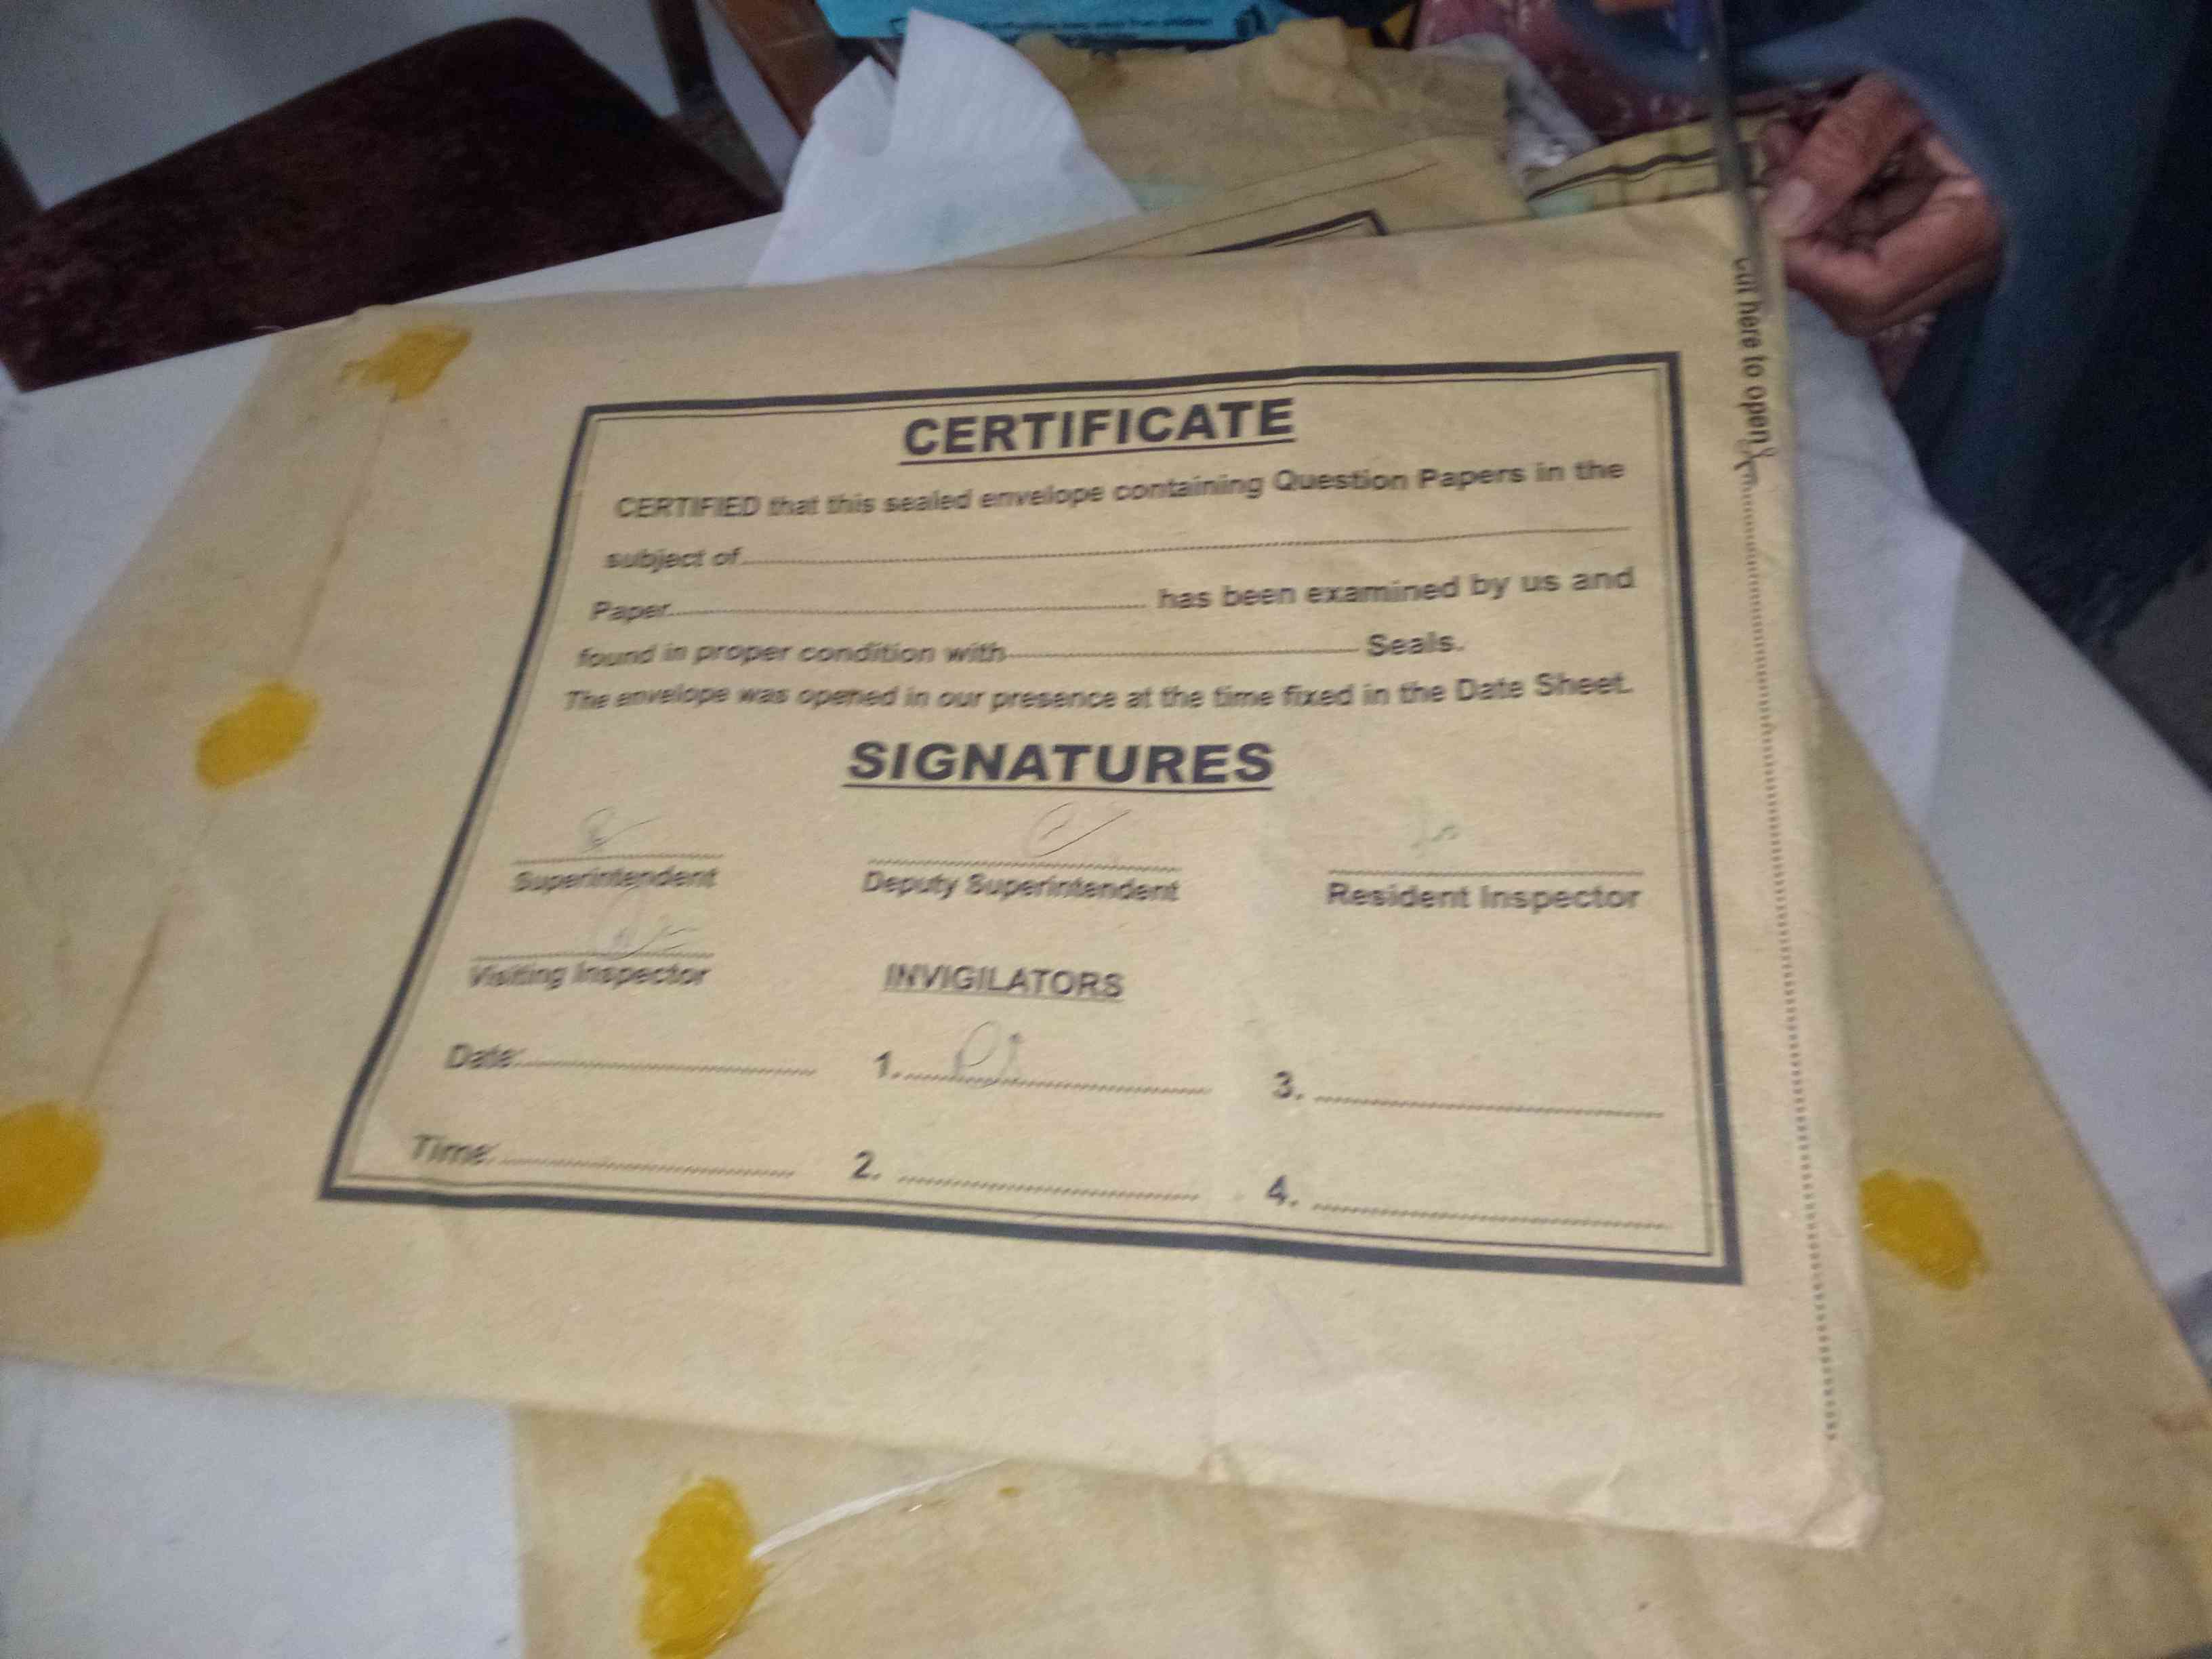 cut here to open
CERTIFICATE
CERTIFIED that this sealed envelope containing Question Papers in the
subject of
Paper has been examined by us and
found in proper condition with Seals.
The envelope was opened in our presence at the time fixed in the Date Sheet.
SIGNATURES
Superintendent Deputy Superintendent Resident Inspector
Visiting Inspector INVIGILATORS
Date: 1. 3.
Time: 2. 4.